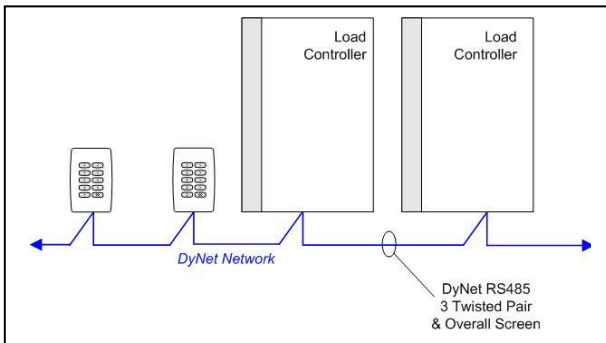 Load
Controller
Load
Controller
DyNet Network
DyNet RS485
3 Twisted Pair
& Overall Screen